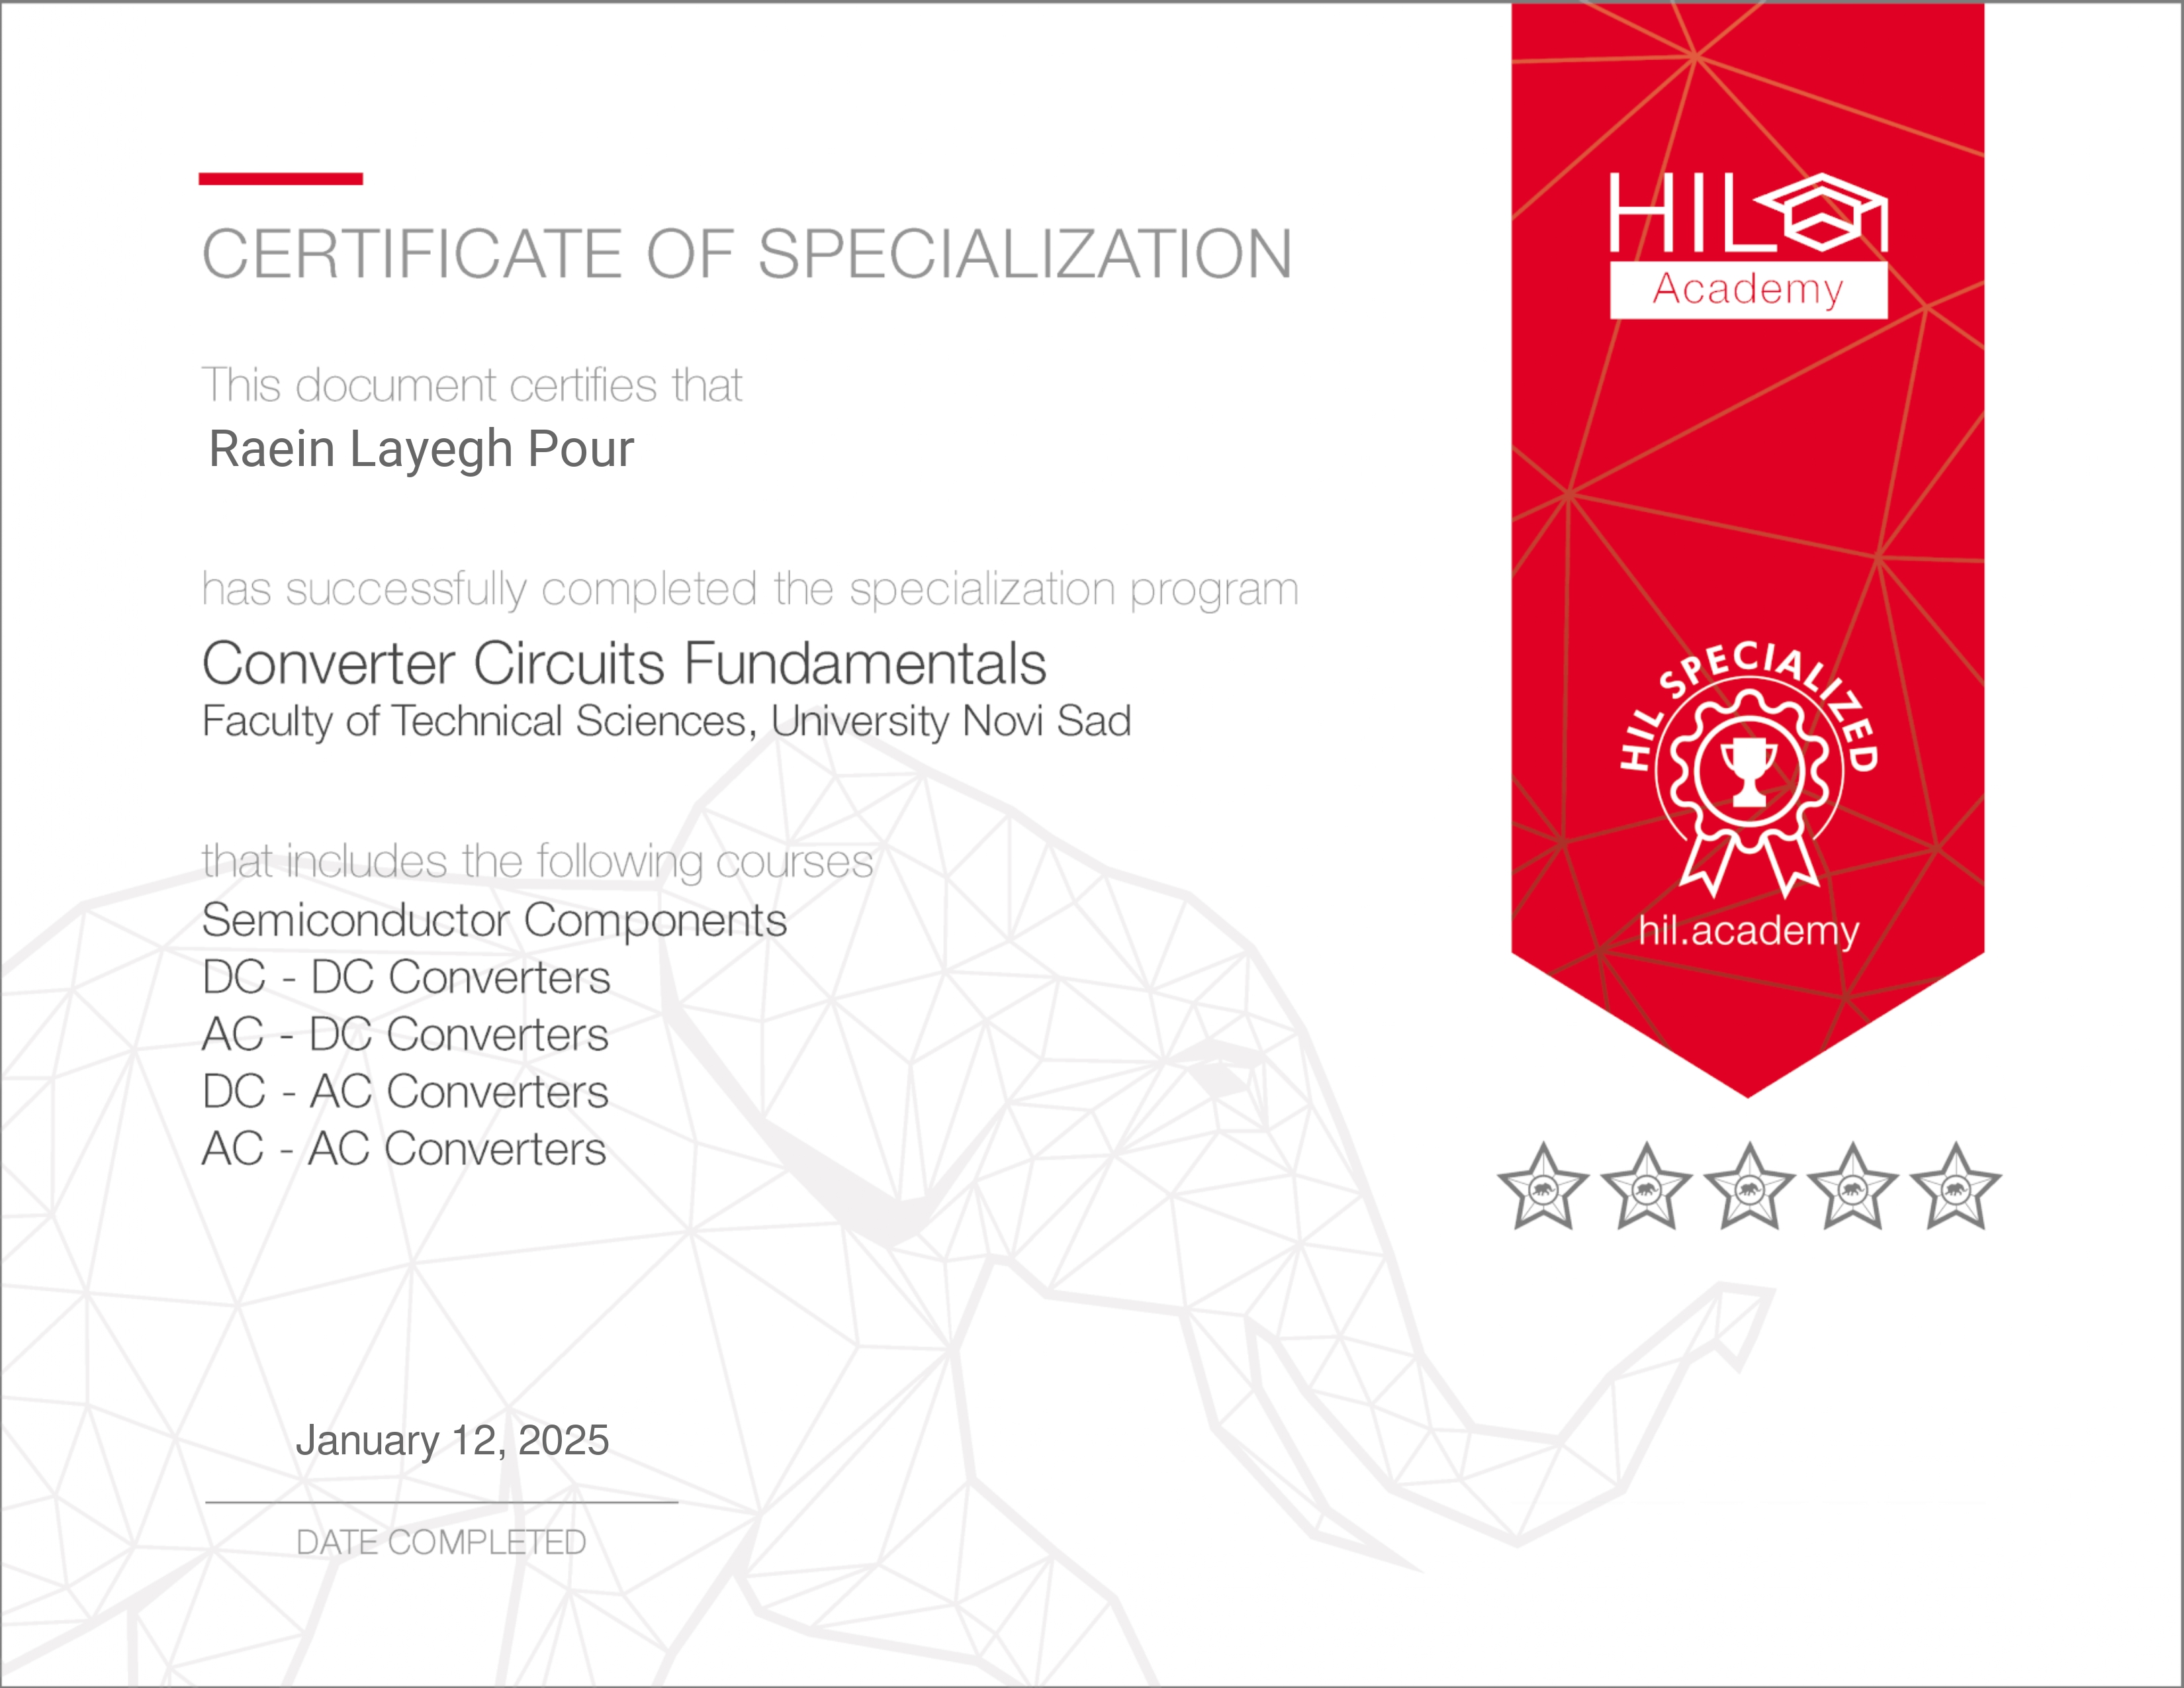 CERTIFICATE OF SPECIALIZATION
This document certifies that
Raein Layegh Pour
has successfully completed the specialization program
Converter Circuits Fundamentals
Faculty of Technical Sciences, University Novi Sad
that includes the following courses
Semiconductor Components
DC - DC Converters
AC - DC Converters
DC - AC Converters
AC - AC Converters
January 12, 2025
DATE COMPLETED
HIL
Academy
HIL SPECIALIZED
hil.academy